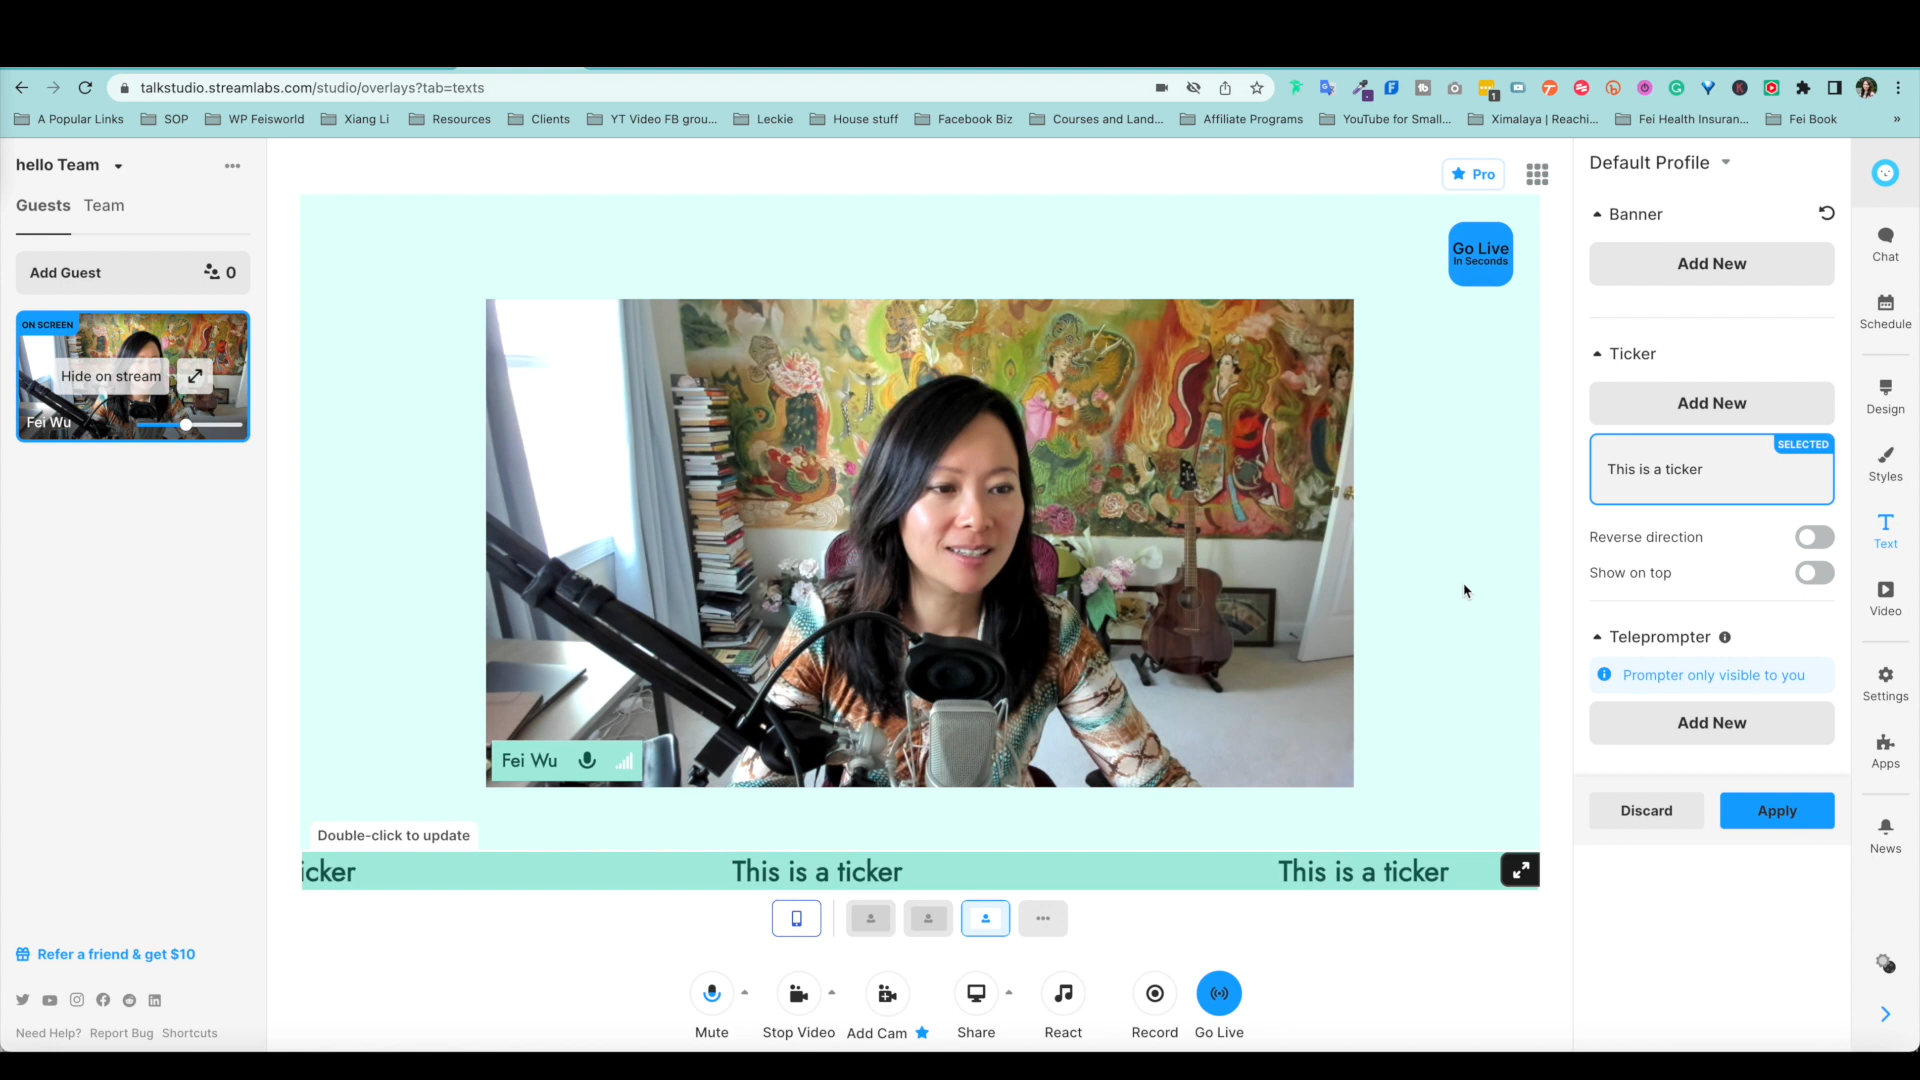 talkstudio.streamlabs.com/studio/overlays?tab=texts
A Popular Links
SOP
WP Feisworld
Xiang Li
Resources
Clients
YT Video FB grou...
Leckie
House stuff
Facebook Biz
Courses and Land...
Affiliate Programs
YouTube for Small...
Ximalaya | Reachi...
Fei Health Insuran...
Fei Book
»
hello Team
Guests
Team
Add Guest
0
ON SCREEN
Hide on stream
Fei Wu
Refer a friend & get $10
Need Help?
Report Bug
Shortcuts
Pro
Go Live
In Seconds
Fei Wu
Double-click to update
icker
This is a ticker
This is a ticker
Mute
Stop Video
Add Cam
Share
React
Record
Go Live
Default Profile
Banner
Add New
Ticker
Add New
SELECTED
This is a ticker
Reverse direction
Show on top
Teleprompter
Prompter only visible to you
Add New
Discard
Apply
Chat
Schedule
Design
Styles
Text
Video
Settings
Apps
News